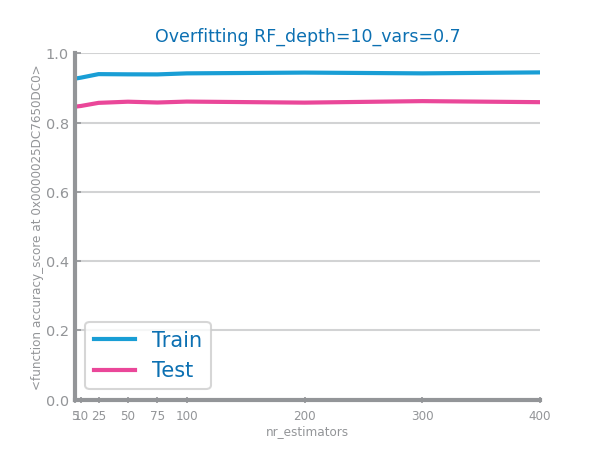 Overfitting RF_depth=10_vars=0.7
<function accuracy_score at 0x0000025DC7650DC0>
1.0
0.8
0.6
0.4
0.2
0.0
Train
Test
5 10 25 50 75 100 200 300 400
nr_estimators